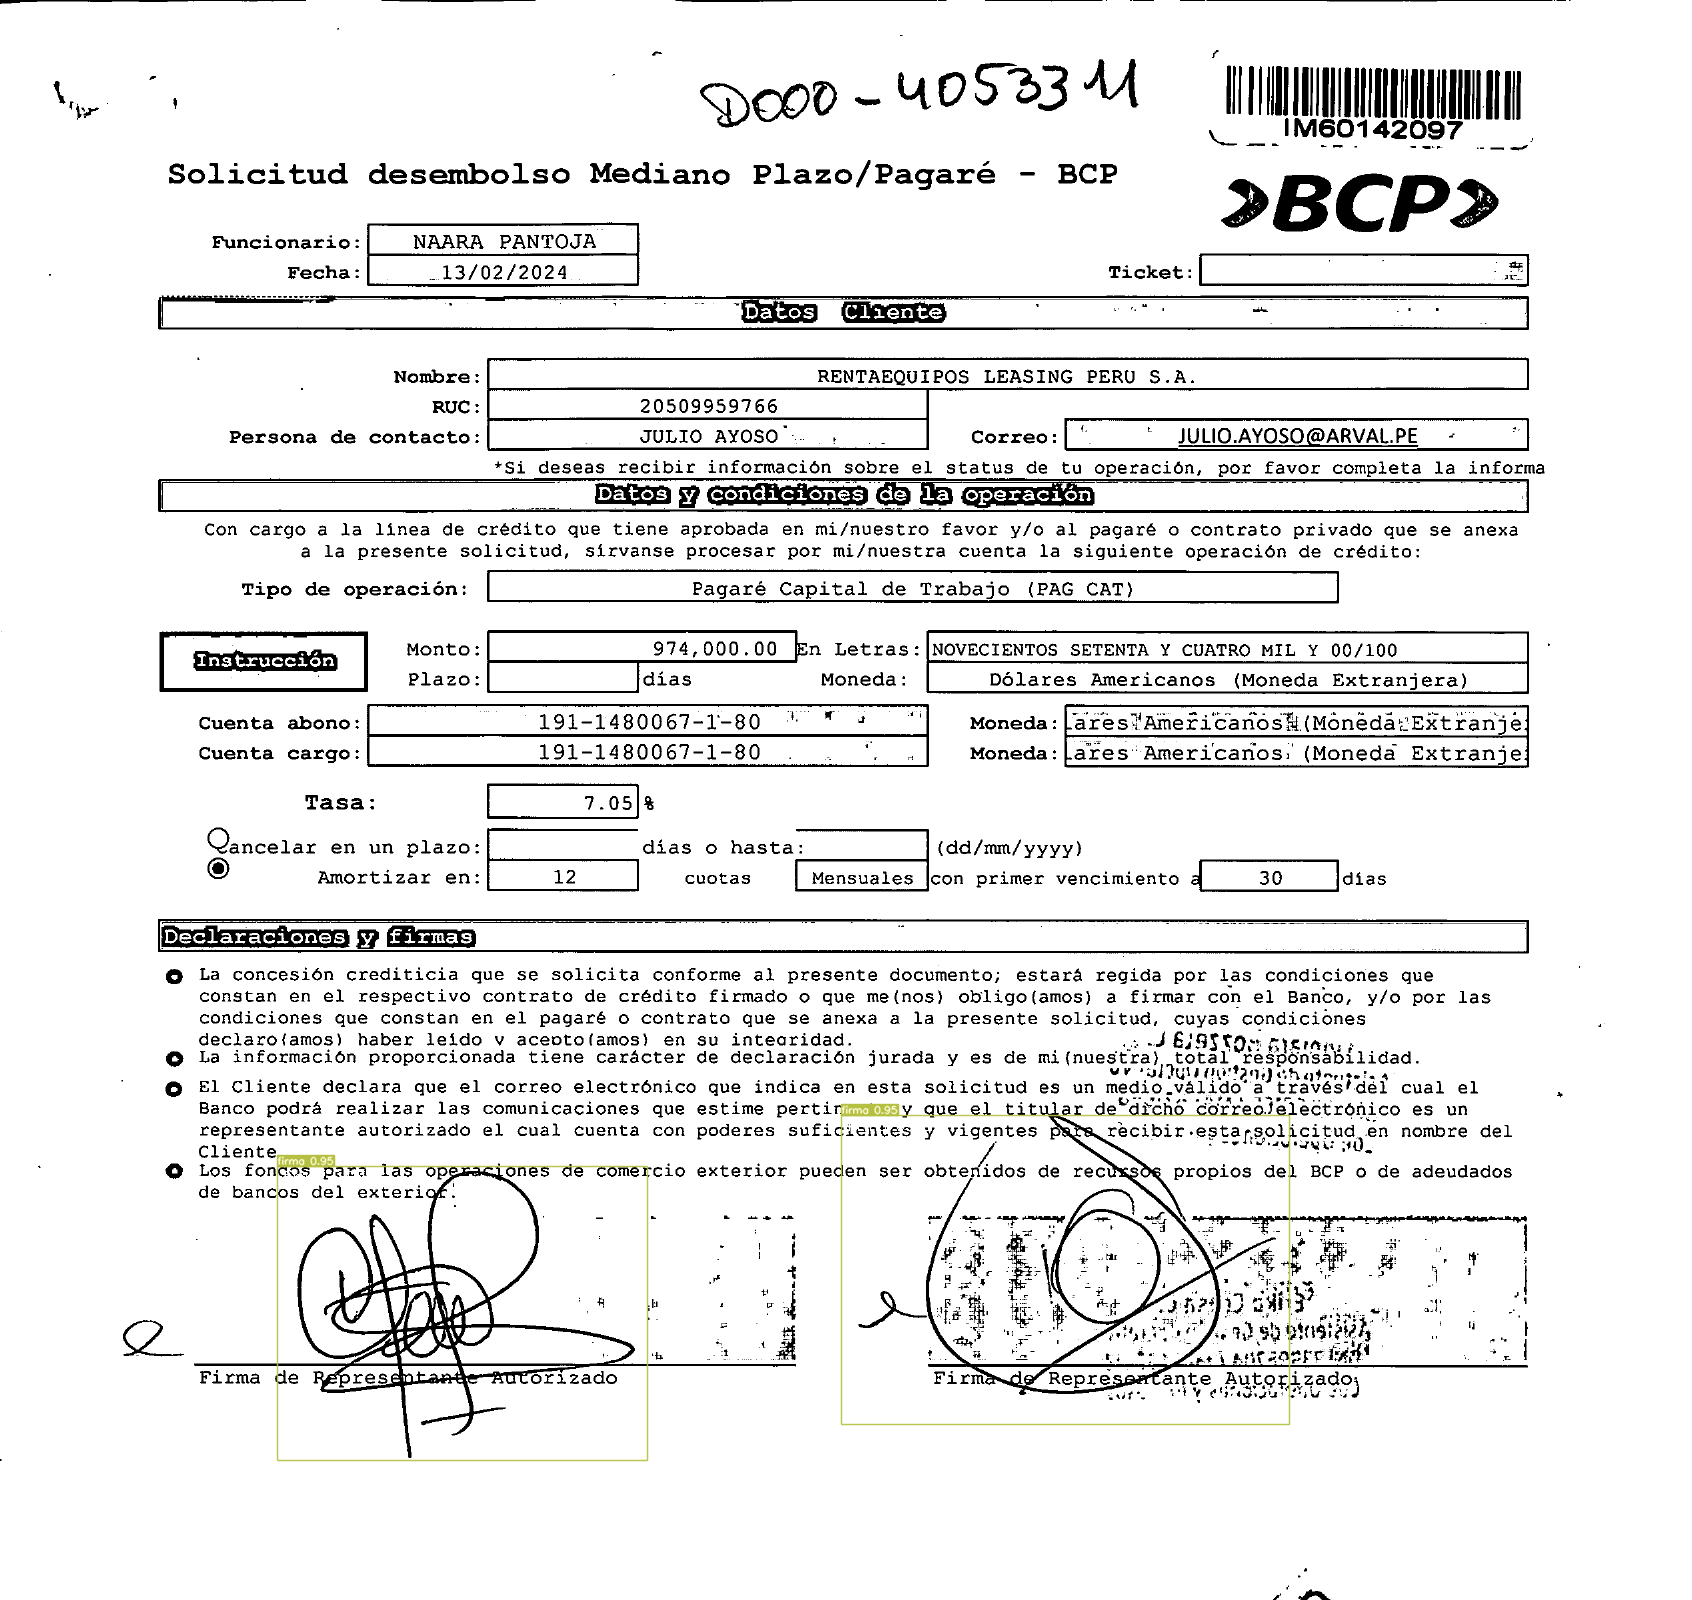 D000-4053311
IM60142097
Solicitud desembolso Mediano Plazo/Pagaré - BCP
BCP
Funcionario: NAARA PANTOJA
Fecha: 13/02/2024
Ticket:
Datos Cliente
Nombre: RENTAEQUIPOS LEASING PERU S.A.
RUC: 20509959766
Persona de contacto: JULIO AYOSO Correo: JULIO.AYOSO@ARVAL.PE
*Si deseas recibir información sobre el status de tu operación, por favor completa la informa
Datos y condiciones de la operación
Con cargo a la línea de crédito que tiene aprobada en mi/nuestro favor y/o al pagaré o contrato privado que se anexa
a la presente solicitud, sírvanse procesar por mi/nuestra cuenta la siguiente operación de crédito:
Tipo de operación: Pagaré Capital de Trabajo (PAG CAT)
Instrucción
Monto: 974,000.00 En Letras: NOVECIENTOS SETENTA Y CUATRO MIL Y 00/100
Plazo: días Moneda: Dólares Americanos (Moneda Extranjera)
Cuenta abono: 191-1480067-1-80 Moneda: lares Americanos (Moneda Extranje
Cuenta cargo: 191-1480067-1-80 Moneda: lares Americanos (Moneda Extranje
Tasa: 7.05 %
Cancelar en un plazo: días o hasta: (dd/mm/yyyy)
Amortizar en: 12 cuotas Mensuales con primer vencimiento a 30 días
Declaraciones y firmas
La concesión crediticia que se solicita conforme al presente documento; estará regida por las condiciones que
constan en el respectivo contrato de crédito firmado o que me(nos) obligo(amos) a firmar con el Banco, y/o por las
condiciones que constan en el pagaré o contrato que se anexa a la presente solicitud, cuyas condiciones
declaro(amos) haber leído y acepto(amos) en su integridad.
La información proporcionada tiene carácter de declaración jurada y es de mi(nuestra) total responsabilidad.
El Cliente declara que el correo electrónico que indica en esta solicitud es un medio válido a través del cual el
Banco podrá realizar las comunicaciones que estime pertin firma 0.95 y que el titular de dicho correo electrónico es un
representante autorizado el cual cuenta con poderes suficientes y vigentes para recibir esta solicitud en nombre del
Cliente
firma 0.95
Los fondos para las operaciones de comercio exterior pueden ser obtenidos de recursos propios del BCP o de adeudados
de bancos del exterior.
Firma de Representante Autorizado
Firma de Representante Autorizado